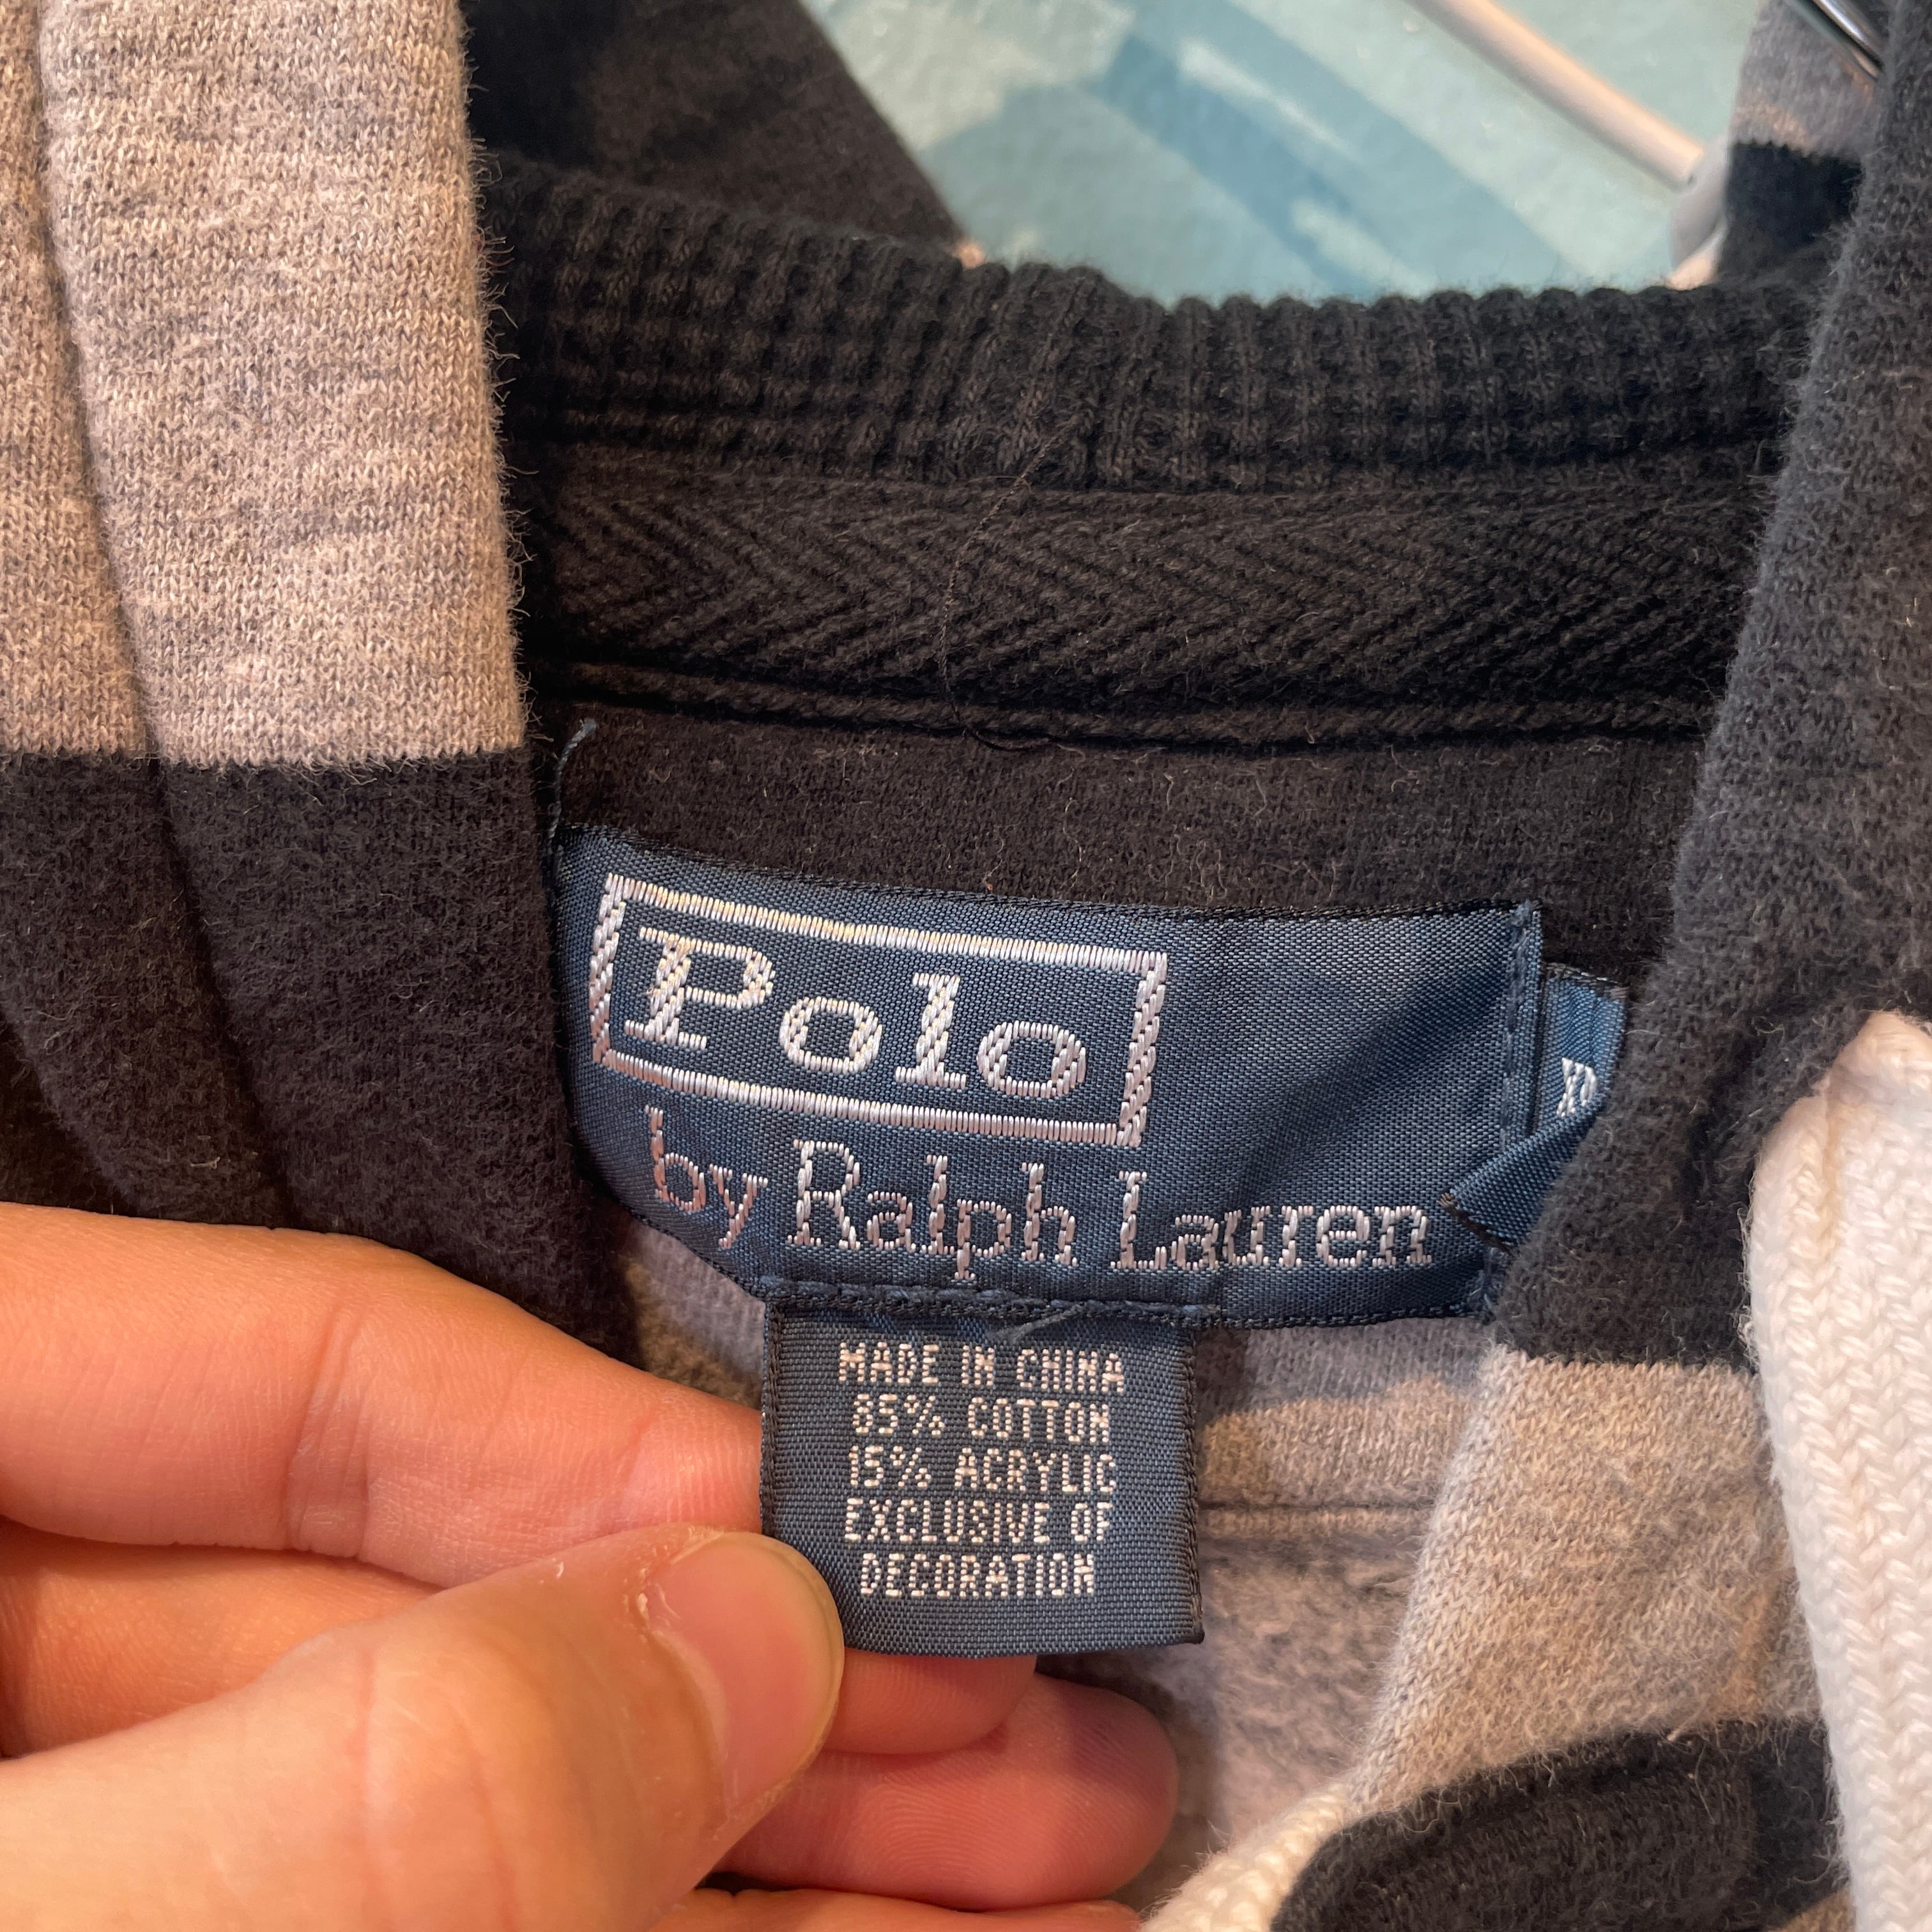 Polo
by Ralph Lauren
MADE IN CHINA
85% COTTON
15% ACRYLIC
EXCLUSIVE OF
DECORATION